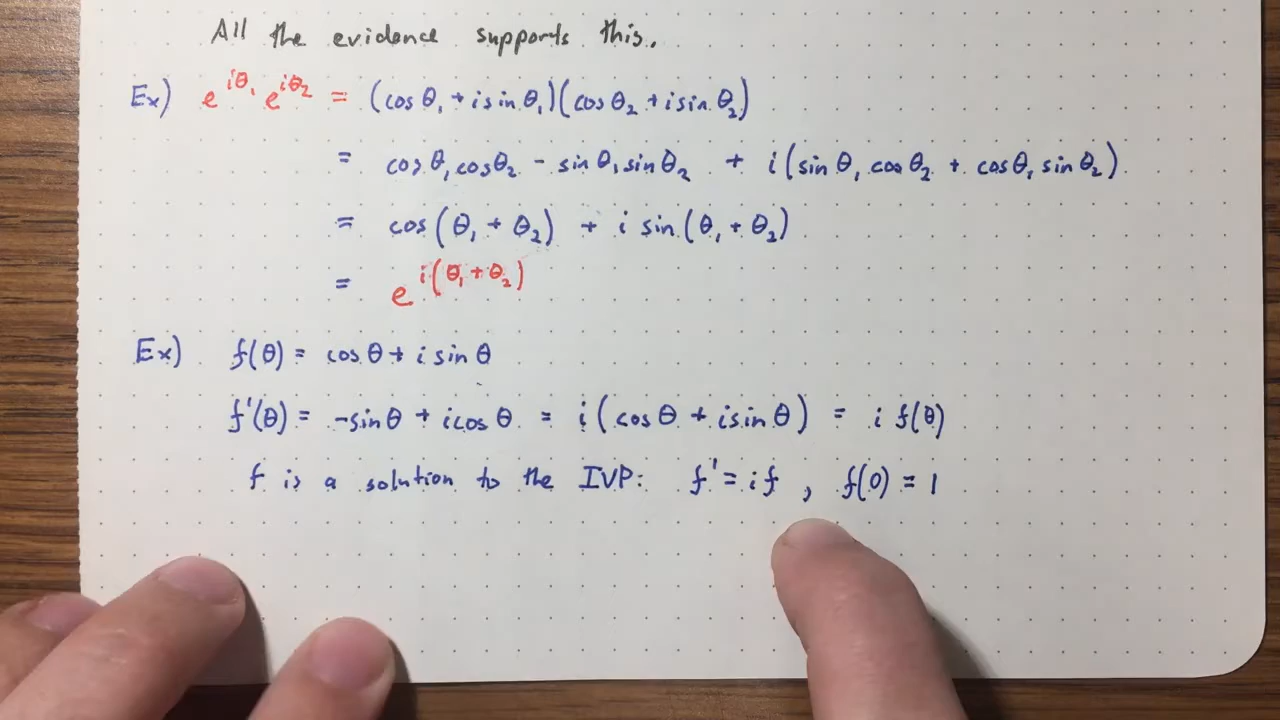 All the evidence supports this.
Ex) e^{iθ₁} e^{iθ₂} = (cos θ₁ + i sin θ₁)(cos θ₂ + i sin θ₂)
= cos θ₁ cos θ₂ - sin θ₁ sin θ₂ + i(sin θ₁ cos θ₂ + cos θ₁ sin θ₂).
= cos(θ₁ + θ₂) + i sin(θ₁ + θ₂)
= e^{i(θ₁ + θ₂)}
Ex) f(θ) = cos θ + i sin θ
f'(θ) = -sin θ + i cos θ = i(cos θ + i sin θ) = i f(θ)
f is a solution to the IVP: f' = if, f(0) = 1